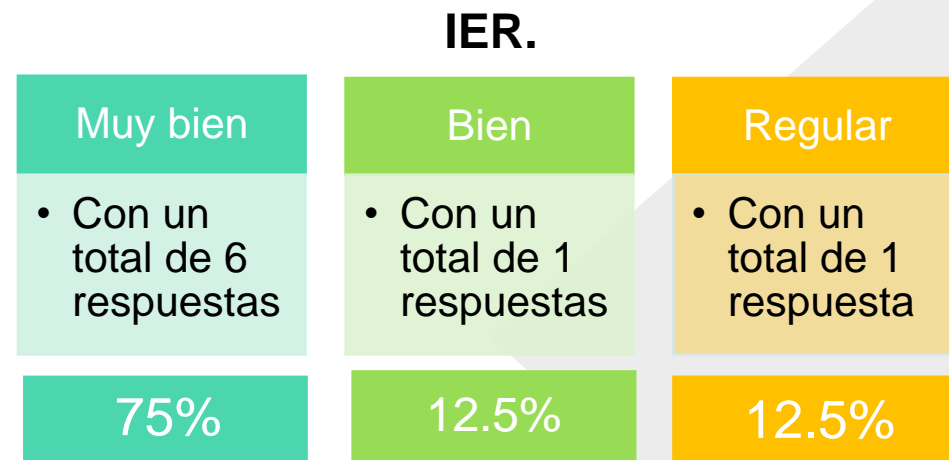 IER.
Muy bien
• Con un
total de 6
respuestas
75%
Bien
• Con un
total de 1
respuestas
12.5%
Regular
• Con un
total de 1
respuesta
12.5%